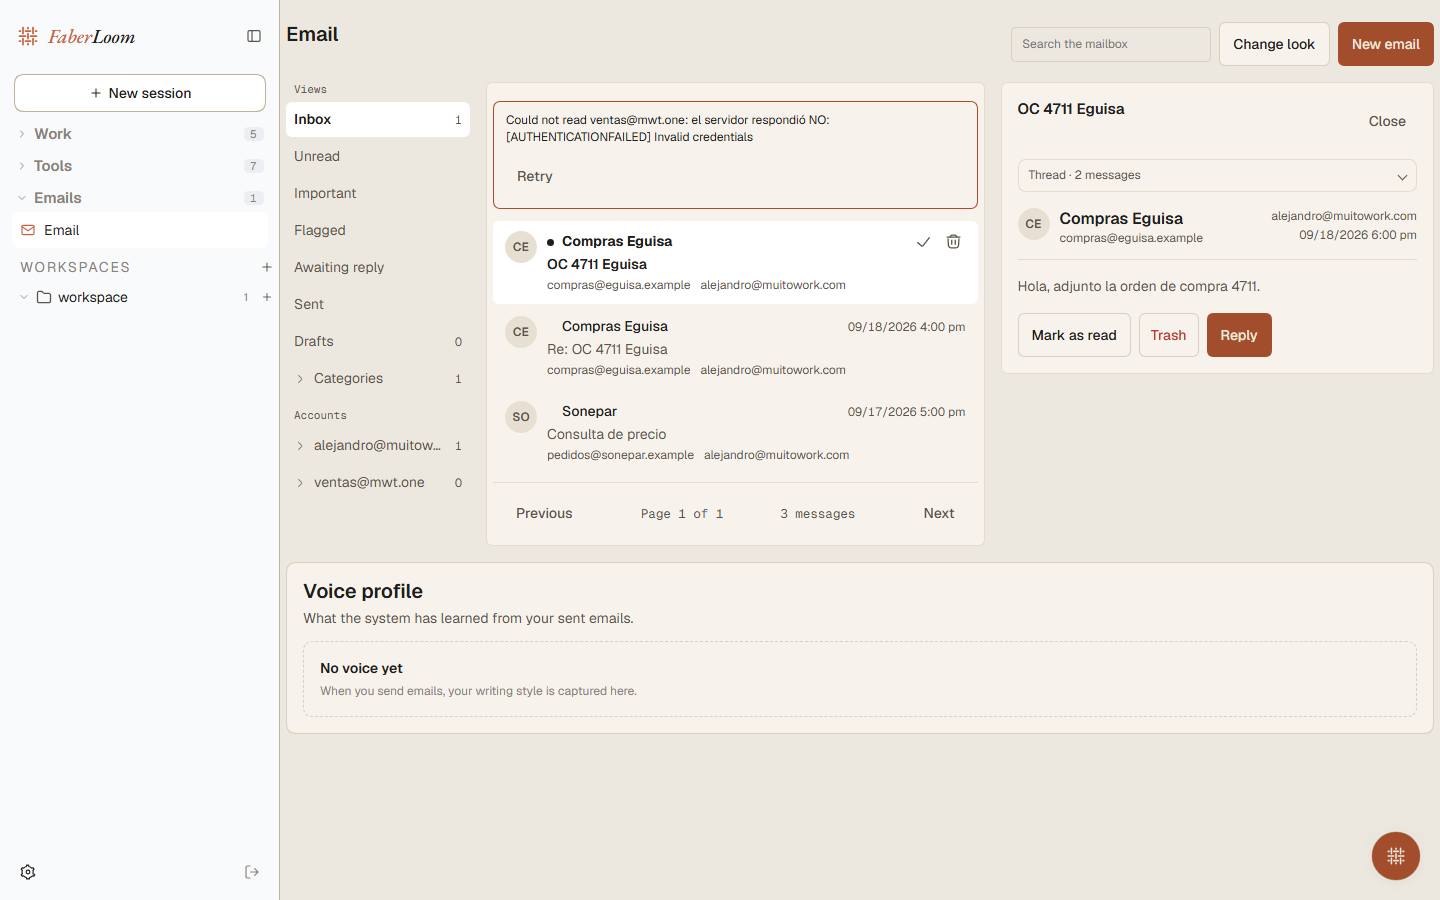 FaberLoom
New session
Work 5
Tools 7
Emails 1
Email
WORKSPACES
workspace 1
Email
Search the mailbox
Change look
New email
Views
Inbox 1
Unread
Important
Flagged
Awaiting reply
Sent
Drafts 0
Categories 1
Accounts
alejandro@muitow... 1
ventas@mwt.one 0
Could not read ventas@mwt.one: el servidor respondió NO:
[AUTHENTICATIONFAILED] Invalid credentials
Retry
CE
Compras Eguisa
OC 4711 Eguisa
compras@eguisa.example alejandro@muitowork.com
CE
Compras Eguisa 09/18/2026 4:00 pm
Re: OC 4711 Eguisa
compras@eguisa.example alejandro@muitowork.com
SO
Sonepar 09/17/2026 5:00 pm
Consulta de precio
pedidos@sonepar.example alejandro@muitowork.com
Previous Page 1 of 1 3 messages Next
OC 4711 Eguisa
Close
Thread · 2 messages
CE
Compras Eguisa alejandro@muitowork.com
compras@eguisa.example 09/18/2026 6:00 pm
Hola, adjunto la orden de compra 4711.
Mark as read Trash Reply
Voice profile
What the system has learned from your sent emails.
No voice yet
When you send emails, your writing style is captured here.